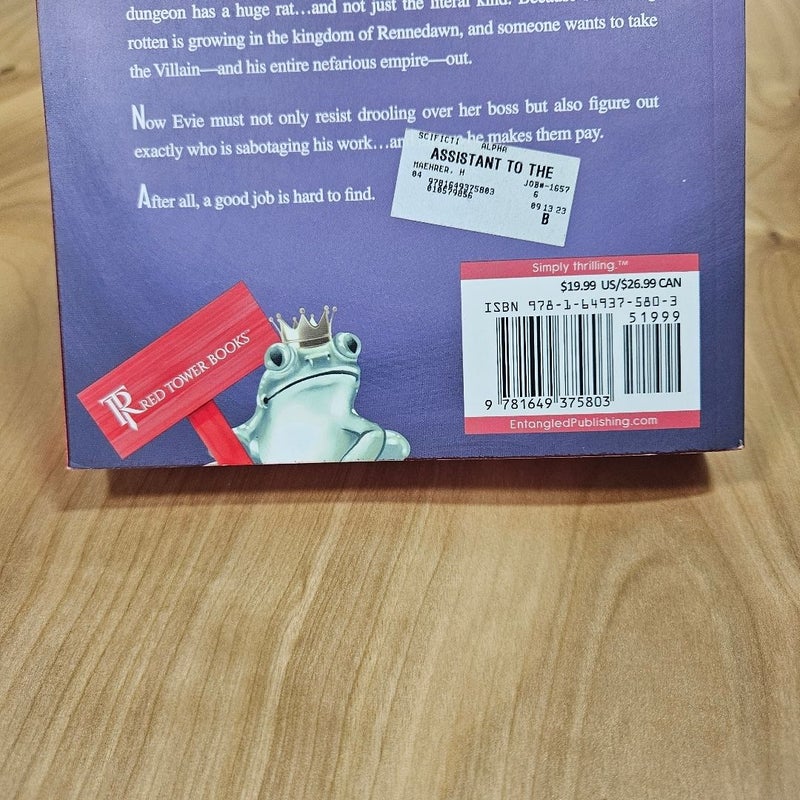 dungeon has a huge rat…and not just the literal kind. Because
rotten is growing in the kingdom of Rennedawn, and someone wants to take
the Villain—and his entire nefarious empire—out.
Now Evie must not only resist drooling over her boss but also figure out
exactly who is sabotaging his work…and he makes them pay.
After all, a good job is hard to find.
SCIFICTI ALPHA
ASSISTANT TO THE
MAEHRER, H JOB#-1657
04 9781649375803 6
010579856 09 13 23
B
RED TOWER BOOKS™
Simply thrilling.™
$19.99 US/$26.99 CAN
ISBN 978-1-64937-580-3
51999
9 781649 375803
EntangledPublishing.com